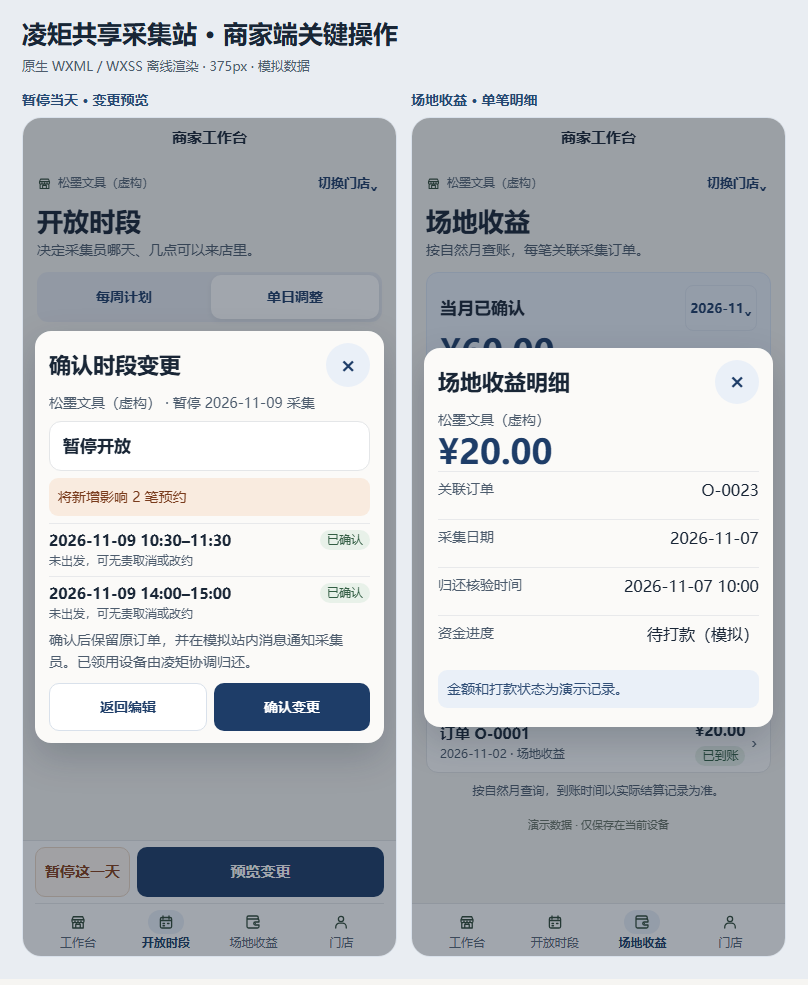 凌矩共享采集站 • 商家端关键操作
原生 WXML / WXSS 离线渲染 · 375px · 模拟数据
暂停当天 • 变更预览
商家工作台
松墨文具（虚构）
切换门店
开放时段
决定采集员哪天、几点可以来店里。
每周计划
单日调整
确认时段变更
×
松墨文具（虚构） · 暂停 2026-11-09 采集
暂停开放
将新增影响 2 笔预约
2026-11-09 10:30–11:30
已确认
未出发，可无责取消或改约
2026-11-09 14:00–15:00
已确认
未出发，可无责取消或改约
确认后保留原订单，并在模拟站内消息通知采集
员。已领用设备由凌矩协调归还。
返回编辑
确认变更
暂停这一天
预览变更
工作台
开放时段
场地收益
门店
场地收益 • 单笔明细
商家工作台
松墨文具（虚构）
切换门店
场地收益
按自然月查账，每笔关联采集订单。
当月已确认
2026-11
¥60.00
场地收益明细
×
松墨文具（虚构）
¥20.00
关联订单
O-0023
采集日期
2026-11-07
归还核验时间
2026-11-07 10:00
资金进度
待打款（模拟）
金额和打款状态为演示记录。
订单 O-0001
¥20.00
2026-11-02 · 场地收益
已到账
按自然月查询，到账时间以实际结算记录为准。
演示数据 · 仅保存在当前设备
工作台
开放时段
场地收益
门店